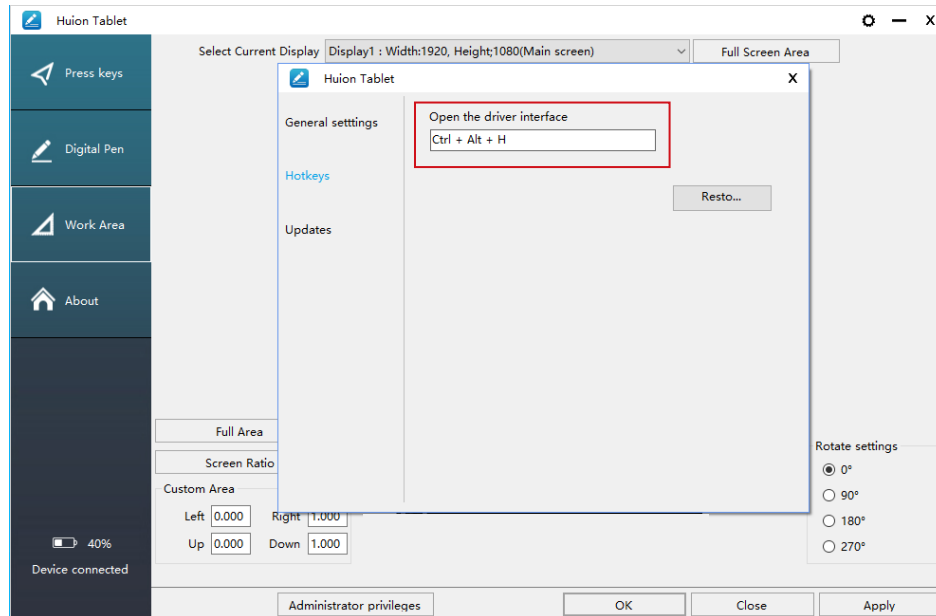 Huion Tablet
X
Select Current Display Display1 : Width:1920, Height;1080(Main screen) Full Screen Area
Press keys
Digital Pen
Work Area
About
Huion Tablet
X
General setttings
Hotkeys
Updates
Open the driver interface
Ctrl + Alt + H
Resto...
Full Area
Screen Ratio
Custom Area
Left 0.000 Right 1.000
Up 0.000 Down 1.000
Rotate settings
0°
90°
180°
270°
40%
Device connected
Administrator privileges OK Close Apply